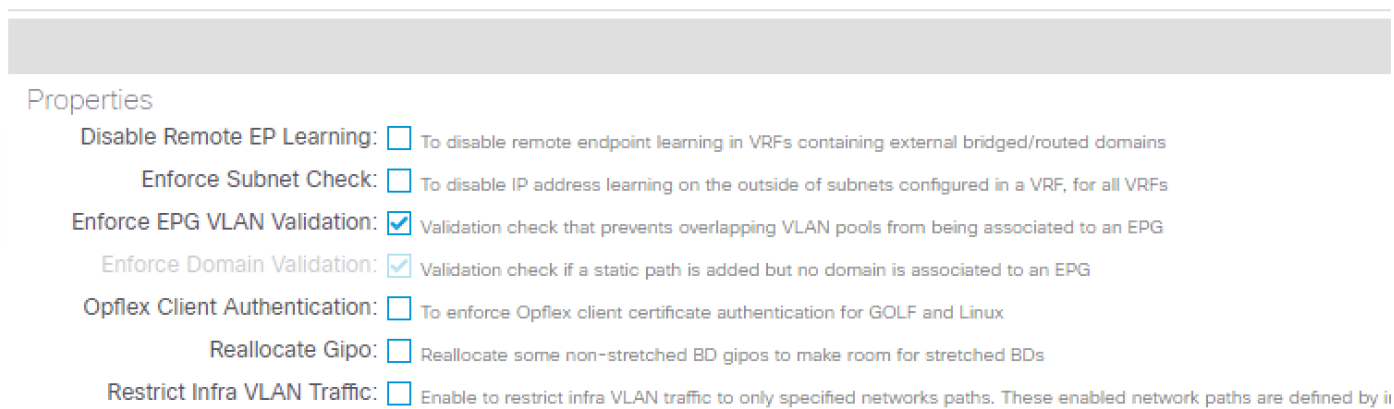 Properties
Disable Remote EP Learning: To disable remote endpoint learning in VRFs containing external bridged/routed domains
Enforce Subnet Check: To disable IP address learning on the outside of subnets configured in a VRF, for all VRFs
Enforce EPG VLAN Validation: Validation check that prevents overlapping VLAN pools from being associated to an EPG
Enforce Domain Validation: Validation check if a static path is added but no domain is associated to an EPG
Opflex Client Authentication: To enforce Opflex client certificate authentication for GOLF and Linux
Reallocate Gipo: Reallocate some non-stretched BD gipos to make room for stretched BDs
Restrict Infra VLAN Traffic: Enable to restrict infra VLAN traffic to only specified networks paths. These enabled network paths are defined by